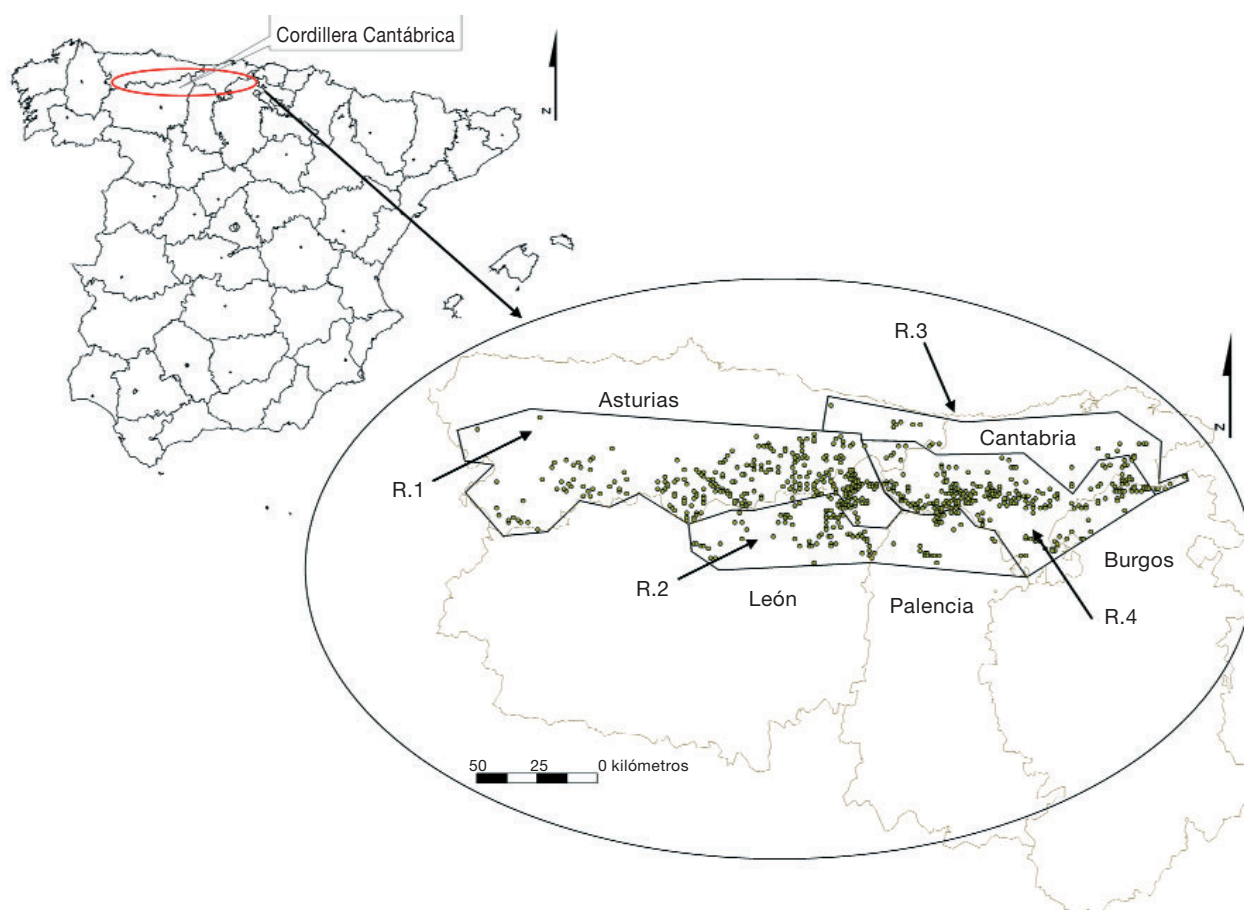 Cordillera Cantábrica
N
R.3
N
Asturias
Cantabria
R.1
Burgos
R.2
León
Palencia
R.4
50 25 0 kilómetros